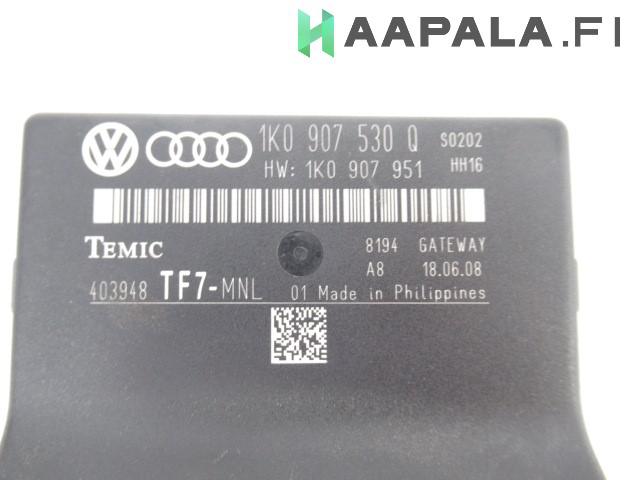 HAAPALA.FI
1K0 907 530 Q S0202
HW: 1K0 907 951 HH16
TEMIC 8194 GATEWAY
A8 18.06.08
403948 TF7-MNL 01 Made in Philippines